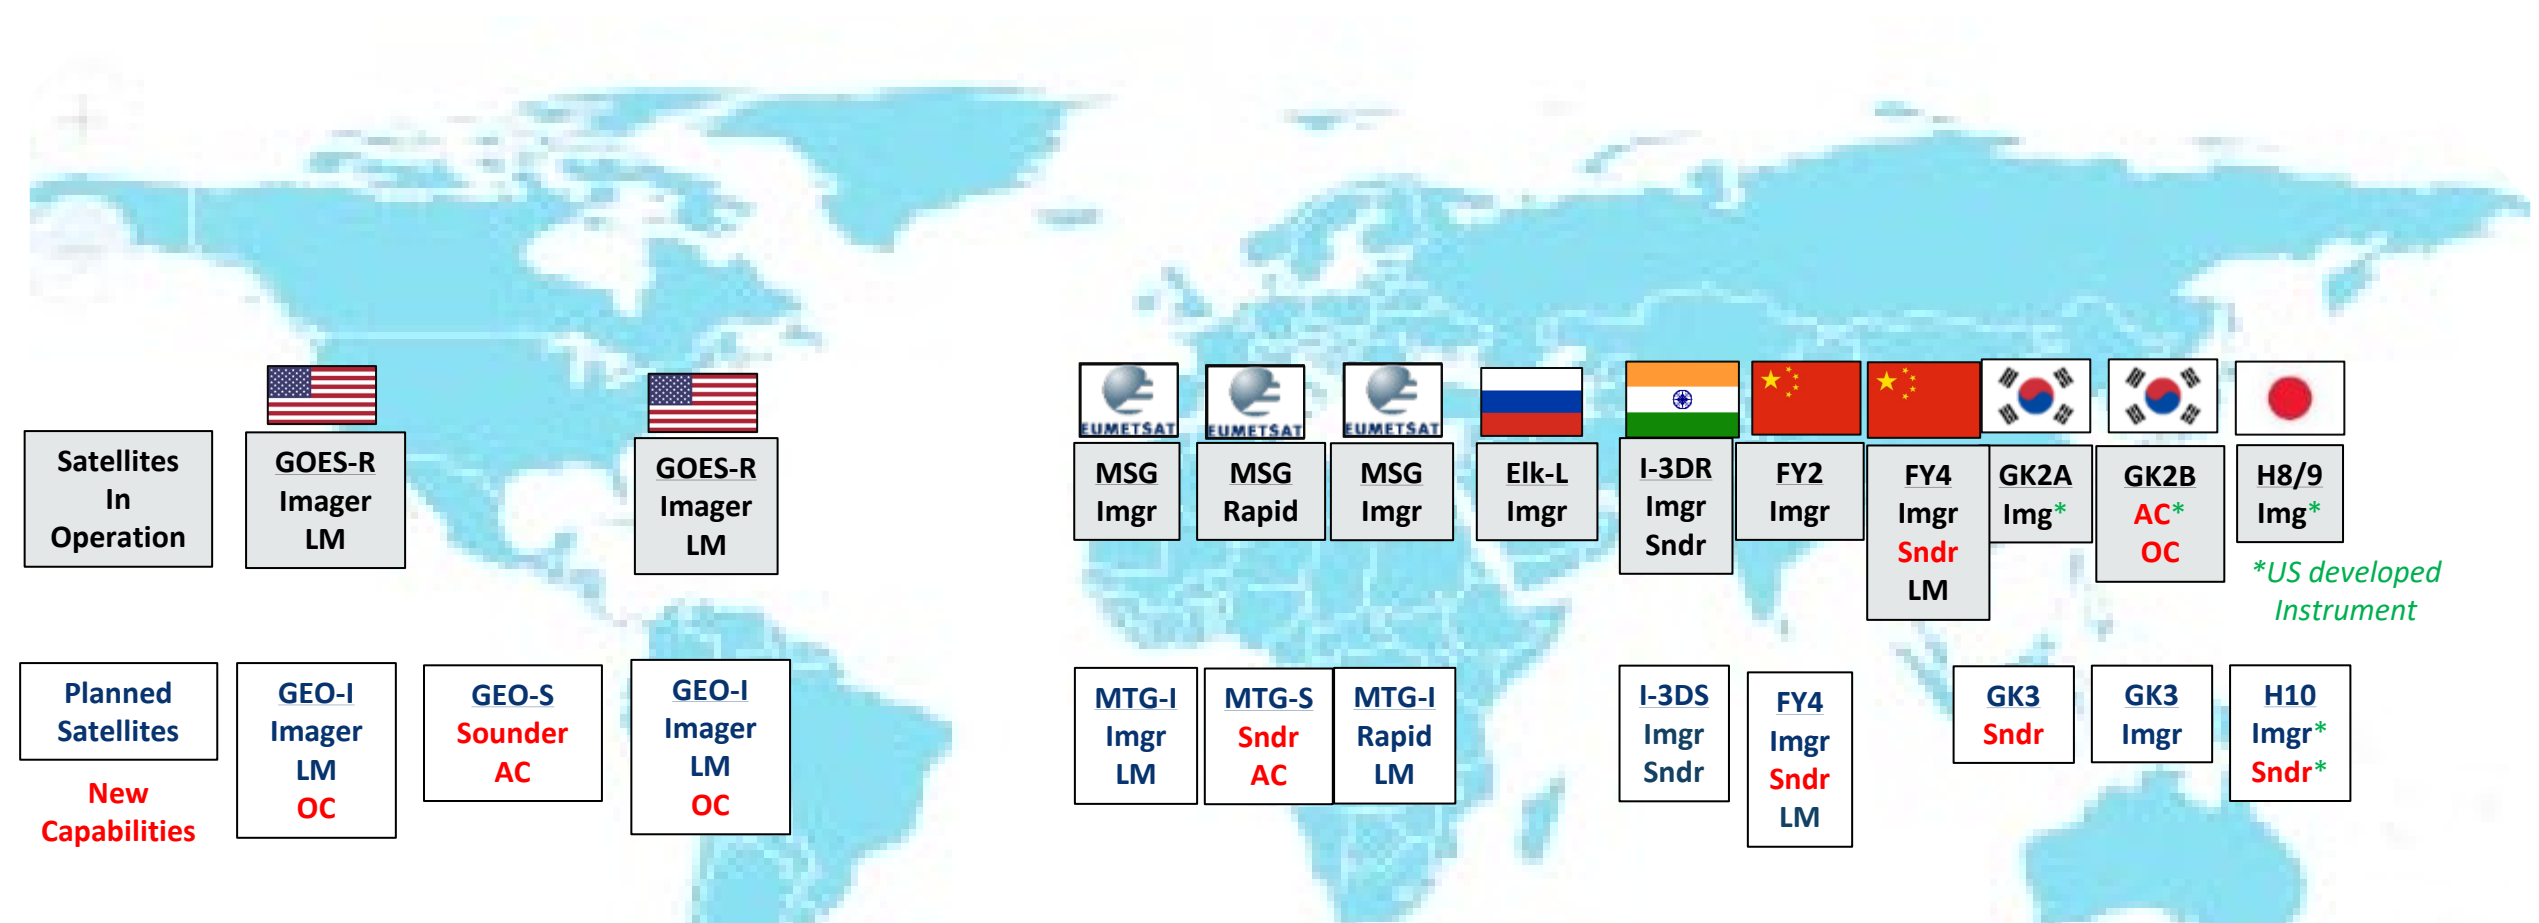 EUMETSAT
EUMETSAT
EUMETSAT
Satellites
In
Operation
GOES-R
Imager
LM
GOES-R
Imager
LM
MSG
Imgr
MSG
Rapid
MSG
Imgr
Elk-L
Imgr
I-3DR
Imgr
Sndr
FY2
Imgr
FY4
Imgr
Sndr
LM
GK2A
Img*
GK2B
AC*
OC
H8/9
Img*
*US developed
Instrument
Planned
Satellites
New
Capabilities
GEO-I
Imager
LM
OC
GEO-S
Sounder
AC
GEO-I
Imager
LM
OC
MTG-I
Imgr
LM
MTG-S
Sndr
AC
MTG-I
Rapid
LM
I-3DS
Imgr
Sndr
FY4
Imgr
Sndr
LM
GK3
Sndr
GK3
Imgr
H10
Imgr*
Sndr*